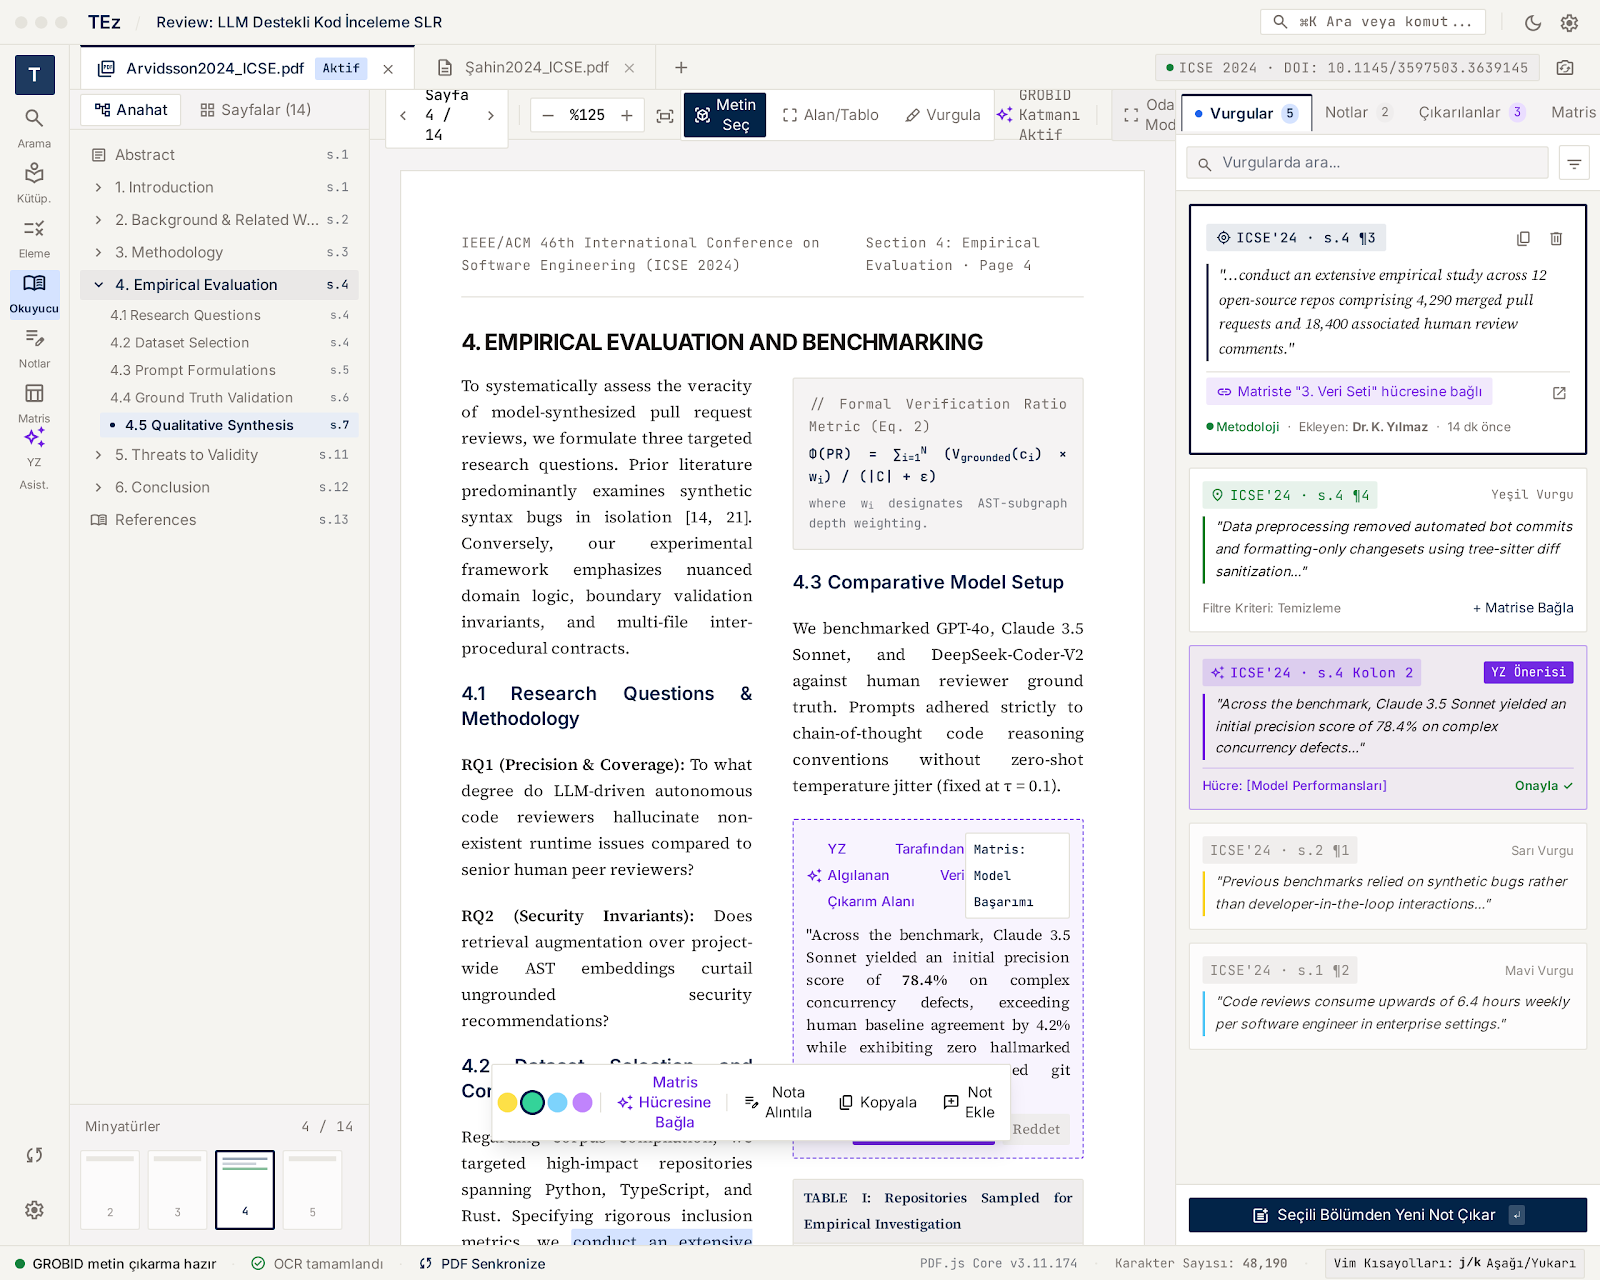 TEz
Review: LLM Destekli Kod İnceleme SLR
⌘K Ara veya komut...
T
Arama
Kütüp.
Eleme
Okuyucu
Notlar
Matris
YZ
Asist.
Arvidsson2024_ICSE.pdf Aktif
Şahin2024_ICSE.pdf
ICSE 2024 · DOI: 10.1145/3597503.3639145
Anahat
Sayfalar (14)
Abstract s.1
1. Introduction s.1
2. Background & Related W... s.2
3. Methodology s.3
4. Empirical Evaluation s.4
4.1 Research Questions s.4
4.2 Dataset Selection s.4
4.3 Prompt Formulations s.5
4.4 Ground Truth Validation s.6
4.5 Qualitative Synthesis s.7
5. Threats to Validity s.11
6. Conclusion s.12
References s.13
Minyatürler 4 / 14
2
3
4
5
Sayfa
4 /
14
%125
Metin
Seç
Alan/Tablo
Vurgula
GROBID
Katmanı
Aktif
Oda
Mod
IEEE/ACM 46th International Conference on
Software Engineering (ICSE 2024)
Section 4: Empirical
Evaluation · Page 4
4. EMPIRICAL EVALUATION AND BENCHMARKING
To systematically assess the veracity
of model-synthesized pull request
reviews, we formulate three targeted
research questions. Prior literature
predominantly examines synthetic
syntax bugs in isolation [14, 21].
Conversely, our experimental
framework emphasizes nuanced
domain logic, boundary validation
invariants, and multi-file inter-
procedural contracts.
4.1 Research Questions &
Methodology
RQ1 (Precision & Coverage): To what
degree do LLM-driven autonomous
code reviewers hallucinate non-
existent runtime issues compared to
senior human peer reviewers?
RQ2 (Security Invariants): Does
retrieval augmentation over project-
wide AST embeddings curtail
ungrounded security
recommendations?
4.2 Dataset Selection and
Cor
Regarding corpus compilation, we
targeted high-impact repositories
spanning Python, TypeScript, and
Rust. Specifying rigorous inclusion
metrics, we conduct an extensive
// Formal Verification Ratio
Metric (Eq. 2)
Φ(PR) = ∑i=1N (Vgrounded(ci) ×
wi) / (|C| + ε)
where wi designates AST-subgraph
depth weighting.
4.3 Comparative Model Setup
We benchmarked GPT-4o, Claude 3.5
Sonnet, and DeepSeek-Coder-V2
against human reviewer ground
truth. Prompts adhered strictly to
chain-of-thought code reasoning
conventions without zero-shot
temperature jitter (fixed at τ = 0.1).
YZ Tarafından
Algılanan Veri
Çıkarım Alanı
Matris:
Model
Başarımı
"Across the benchmark, Claude 3.5
Sonnet yielded an initial precision
score of 78.4% on complex
concurrency defects, exceeding
human baseline agreement by 4.2%
while exhibiting zero hallmarked
ed git
Reddet
TABLE I: Repositories Sampled for
Empirical Investigation
Matris
Hücresine
Bağla
Nota
Alıntıla
Kopyala
Not
Ekle
Vurgular 5
Notlar 2
Çıkarılanlar 3
Matris
Vurgularda ara...
ICSE'24 · s.4 ¶3
"...conduct an extensive empirical study across 12
open-source repos comprising 4,290 merged pull
requests and 18,400 associated human review
comments."
Matriste "3. Veri Seti" hücresine bağlı
Metodoloji · Ekleyen: Dr. K. Yılmaz · 14 dk önce
ICSE'24 · s.4 ¶4 Yeşil Vurgu
"Data preprocessing removed automated bot commits
and formatting-only changesets using tree-sitter diff
sanitization..."
Filtre Kriteri: Temizleme + Matrise Bağla
ICSE'24 · s.4 Kolon 2 YZ Önerisi
"Across the benchmark, Claude 3.5 Sonnet yielded an
initial precision score of 78.4% on complex
concurrency defects..."
Hücre: [Model Performansları] Onayla ✓
ICSE'24 · s.2 ¶1 Sarı Vurgu
"Previous benchmarks relied on synthetic bugs rather
than developer-in-the-loop interactions..."
ICSE'24 · s.1 ¶2 Mavi Vurgu
"Code reviews consume upwards of 6.4 hours weekly
per software engineer in enterprise settings."
Seçili Bölümden Yeni Not Çıkar
GROBID metin çıkarma hazır
OCR tamamlandı
PDF Senkronize
PDF.js Core v3.11.174
Karakter Sayısı: 48,190
Vim Kısayolları: j/k Aşağı/Yukarı